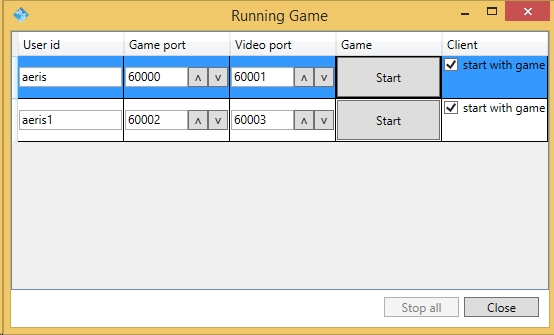 Running Game
User id Game port Video port Game Client
aeris 60000 ʌ v 60001 ʌ v Start start with game
aeris1 60002 ʌ v 60003 ʌ v Start start with game
Stop all Close